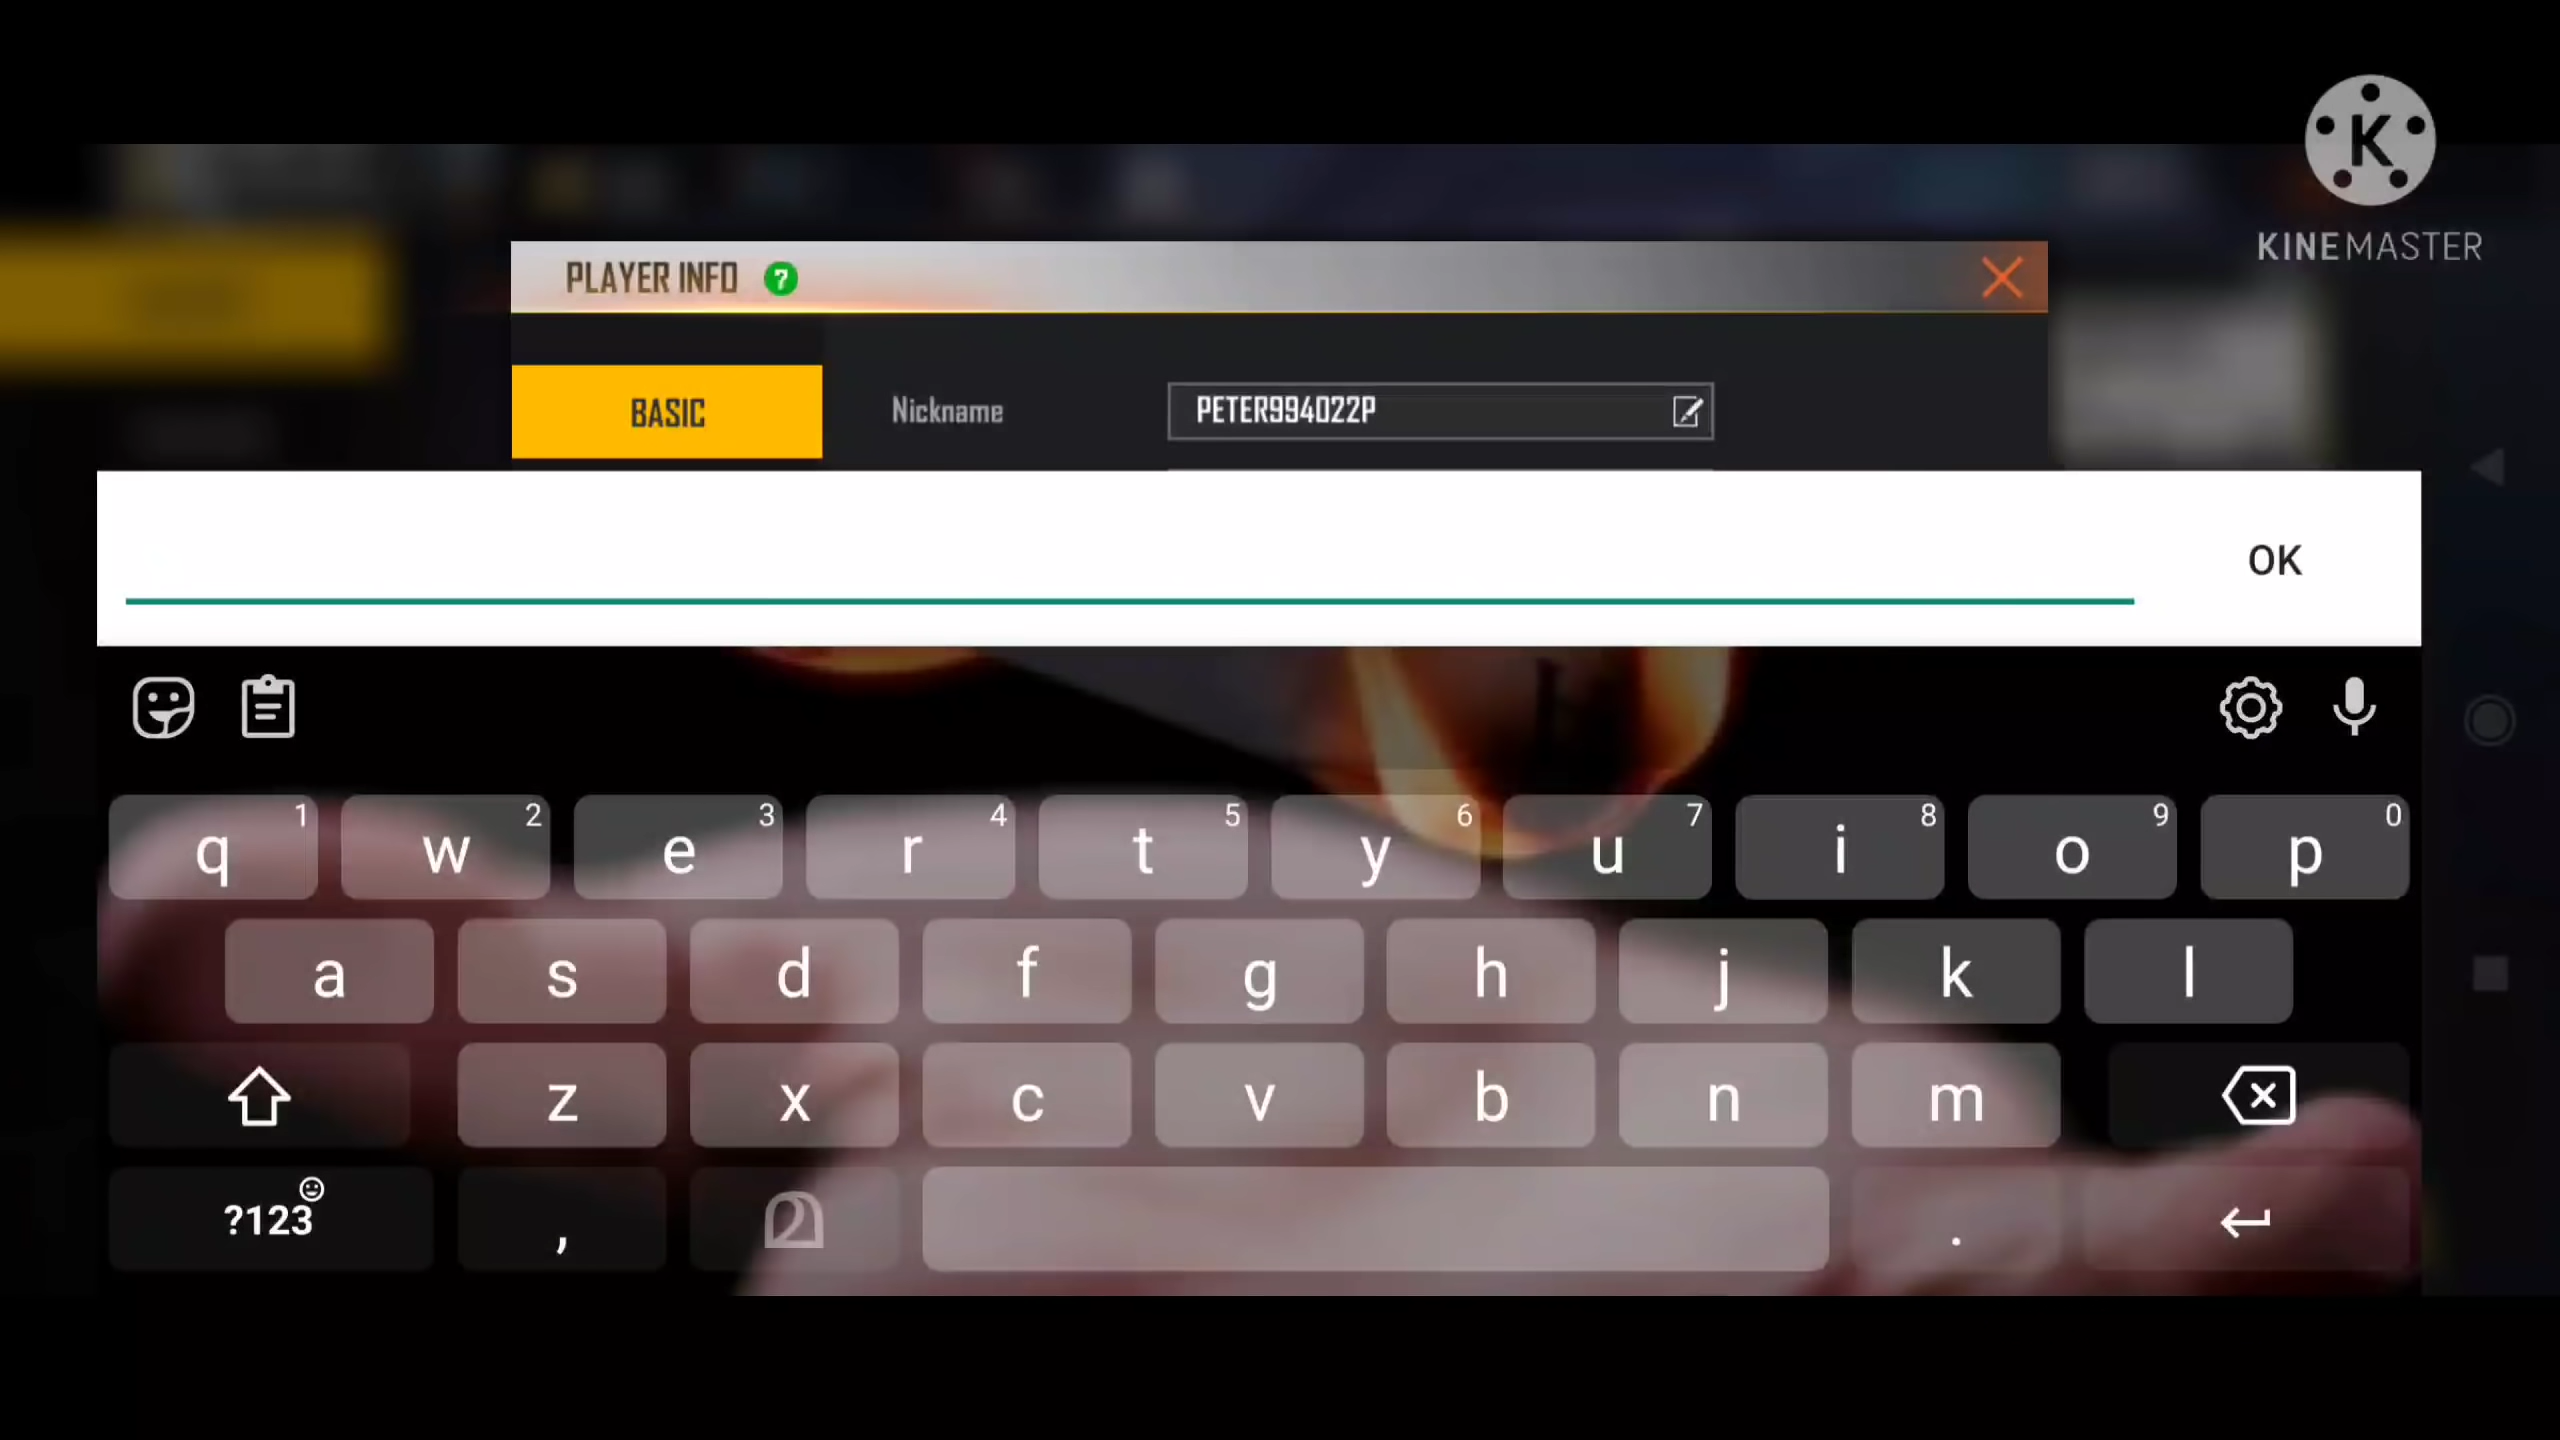 KINEMASTER
PLAYER INFO ?
BASIC Nickname PETER994022P
OK
q 1 w 2 e 3 r 4 t 5 y 6 u 7 i 8 o 9 p 0
a s d f g h j k l
z x c v b n m
?123 , .